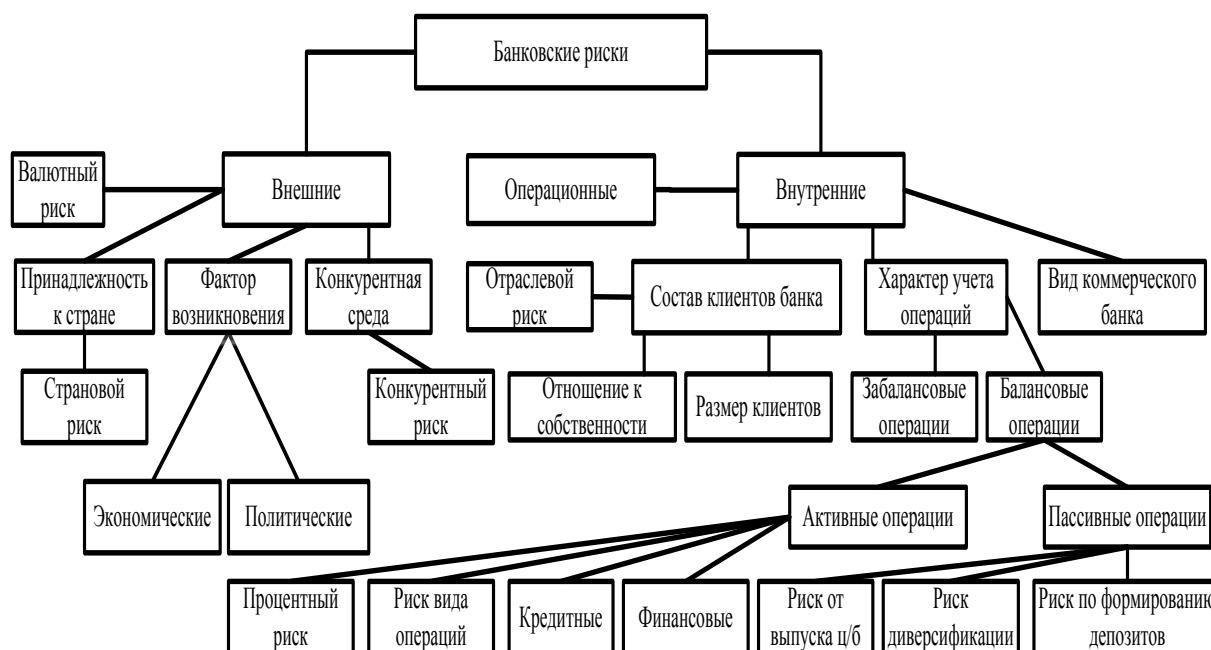 Банковские риски
Валютный
риск
Внешние
Операционные
Внутренние
Принадлежность
к стране
Фактор
возникновения
Конкурентная
среда
Отраслевой
риск
Состав клиентов банка
Характер учета
операций
Вид коммерческого
банка
Страновой
риск
Конкурентный
риск
Отношение к
собственности
Размер клиентов
Забалансовые
операции
Балансовые
операции
Экономические
Политические
Активные операции
Пассивные операции
Процентный
риск
Риск вида
операций
Кредитные
Финансовые
Риск от
выпуска ц/б
Риск
диверсификации
Риск по формированию
депозитов